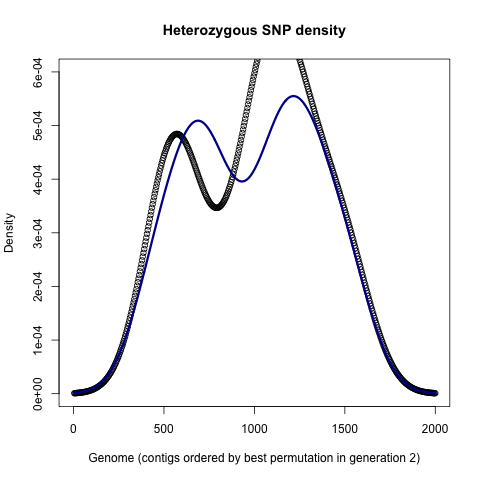 Heterozygous SNP density
Density
6e-04
5e-04
4e-04
3e-04
2e-04
1e-04
0e+00
0 500 1000 1500 2000
Genome (contigs ordered by best permutation in generation 2)